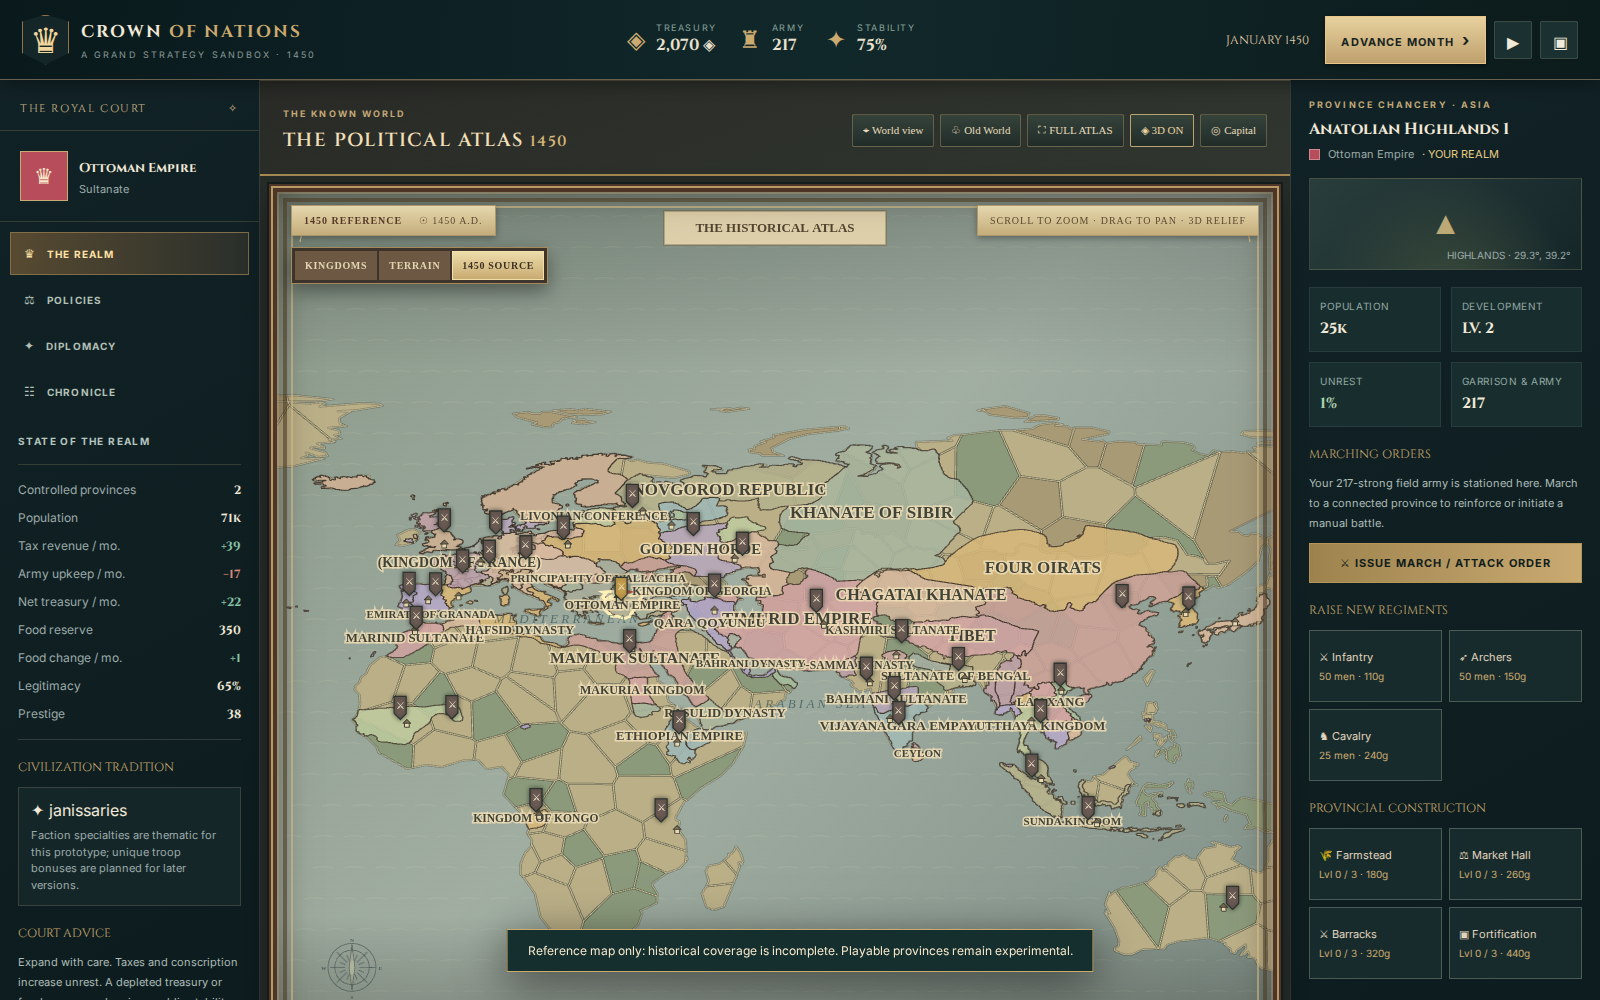 CROWN OF NATIONS
A GRAND STRATEGY SANDBOX · 1450
TREASURY
2,070
ARMY
217
STABILITY
75%
JANUARY 1450
ADVANCE MONTH
THE ROYAL COURT
OTTOMAN EMPIRE
Sultanate
THE REALM
POLICIES
DIPLOMACY
CHRONICLE
STATE OF THE REALM
Controlled provinces 2
Population 71K
Tax revenue / mo. +39
Army upkeep / mo. −17
Net treasury / mo. +22
Food reserve 350
Food change / mo. +1
Legitimacy 65%
Prestige 38
CIVILIZATION TRADITION
✦ janissaries
Faction specialties are thematic for
this prototype; unique troop
bonuses are planned for later
versions.
COURT ADVICE
Expand with care. Taxes and conscription
increase unrest. A depleted treasury or
THE KNOWN WORLD
THE POLITICAL ATLAS 1450
World view
Old World
FULL ATLAS
3D ON
Capital
1450 REFERENCE ☉ 1450 A.D.
THE HISTORICAL ATLAS
SCROLL TO ZOOM · DRAG TO PAN · 3D RELIEF
KINGDOMS
TERRAIN
1450 SOURCE
NOVGOROD REPUBLIC
KHANATE OF SIBIR
LIVONIAN CONFERENCE
GOLDEN HORDE
(KINGDOM OF FRANCE)
FOUR OIRATS
PRINCIPALITY OF WALLACHIA
KINGDOM OF GEORGIA
CHAGATAI KHANATE
OTTOMAN EMPIRE
EMIRATE OF GRANADA
MEDITERRANEAN
QARA QOYUNLU
RID EMPIRE
HAFSID DYNASTY
KASHMIRI SULTANATE
MARINID SULTANATE
TIBET
MAMLUK SULTANATE
BAHRANI DYNASTY
SAMMA DYNASTY
SULTANATE OF BENGAL
MAKURIA KINGDOM
BAHMANI SULTANATE
ARABIAN SEA
LAN XANG
RASULID DYNASTY
VIJAYANAGARA EMP
AYUTTHAYA KINGDOM
ETHIOPIAN EMPIRE
CEYLON
KINGDOM OF KONGO
SUNDA KINGDOM
Reference map only: historical coverage is incomplete. Playable provinces remain experimental.
PROVINCE CHANCERY · ASIA
ANATOLIAN HIGHLANDS I
Ottoman Empire · YOUR REALM
HIGHLANDS · 29.3°, 39.2°
POPULATION
25K
DEVELOPMENT
LV. 2
UNREST
1%
GARRISON & ARMY
217
MARCHING ORDERS
Your 217-strong field army is stationed here. March
to a connected province to reinforce or initiate a
manual battle.
⚔ ISSUE MARCH / ATTACK ORDER
RAISE NEW REGIMENTS
⚔ Infantry
50 men · 110g
➶ Archers
50 men · 150g
♞ Cavalry
25 men · 240g
PROVINCIAL CONSTRUCTION
🌾 Farmstead
Lvl 0 / 3 · 180g
⚖ Market Hall
Lvl 0 / 3 · 260g
⚔ Barracks
Lvl 0 / 3 · 320g
▣ Fortification
Lvl 0 / 3 · 440g